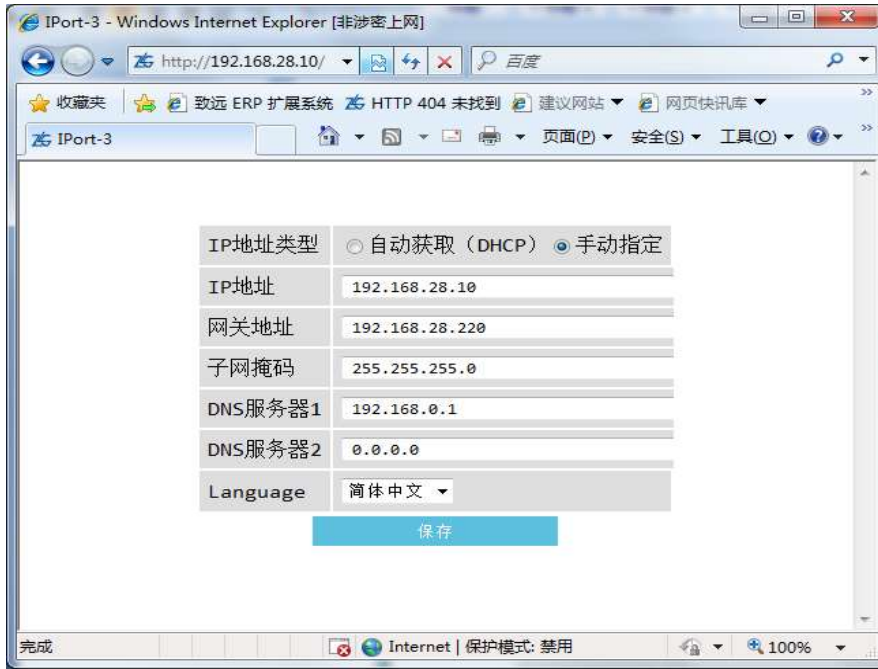 IPort-3 - Windows Internet Explorer [非涉密上网]
http://192.168.28.10/
百度
收藏夹 致远 ERP 扩展系统 HTTP 404 未找到 建议网站 网页快讯库
IPort-3 页面(P) 安全(S) 工具(O)
IP地址类型 自动获取（DHCP） 手动指定
IP地址 192.168.28.10
网关地址 192.168.28.220
子网掩码 255.255.255.0
DNS服务器1 192.168.0.1
DNS服务器2 0.0.0.0
Language 简体中文
保存
完成 Internet | 保护模式: 禁用 100%